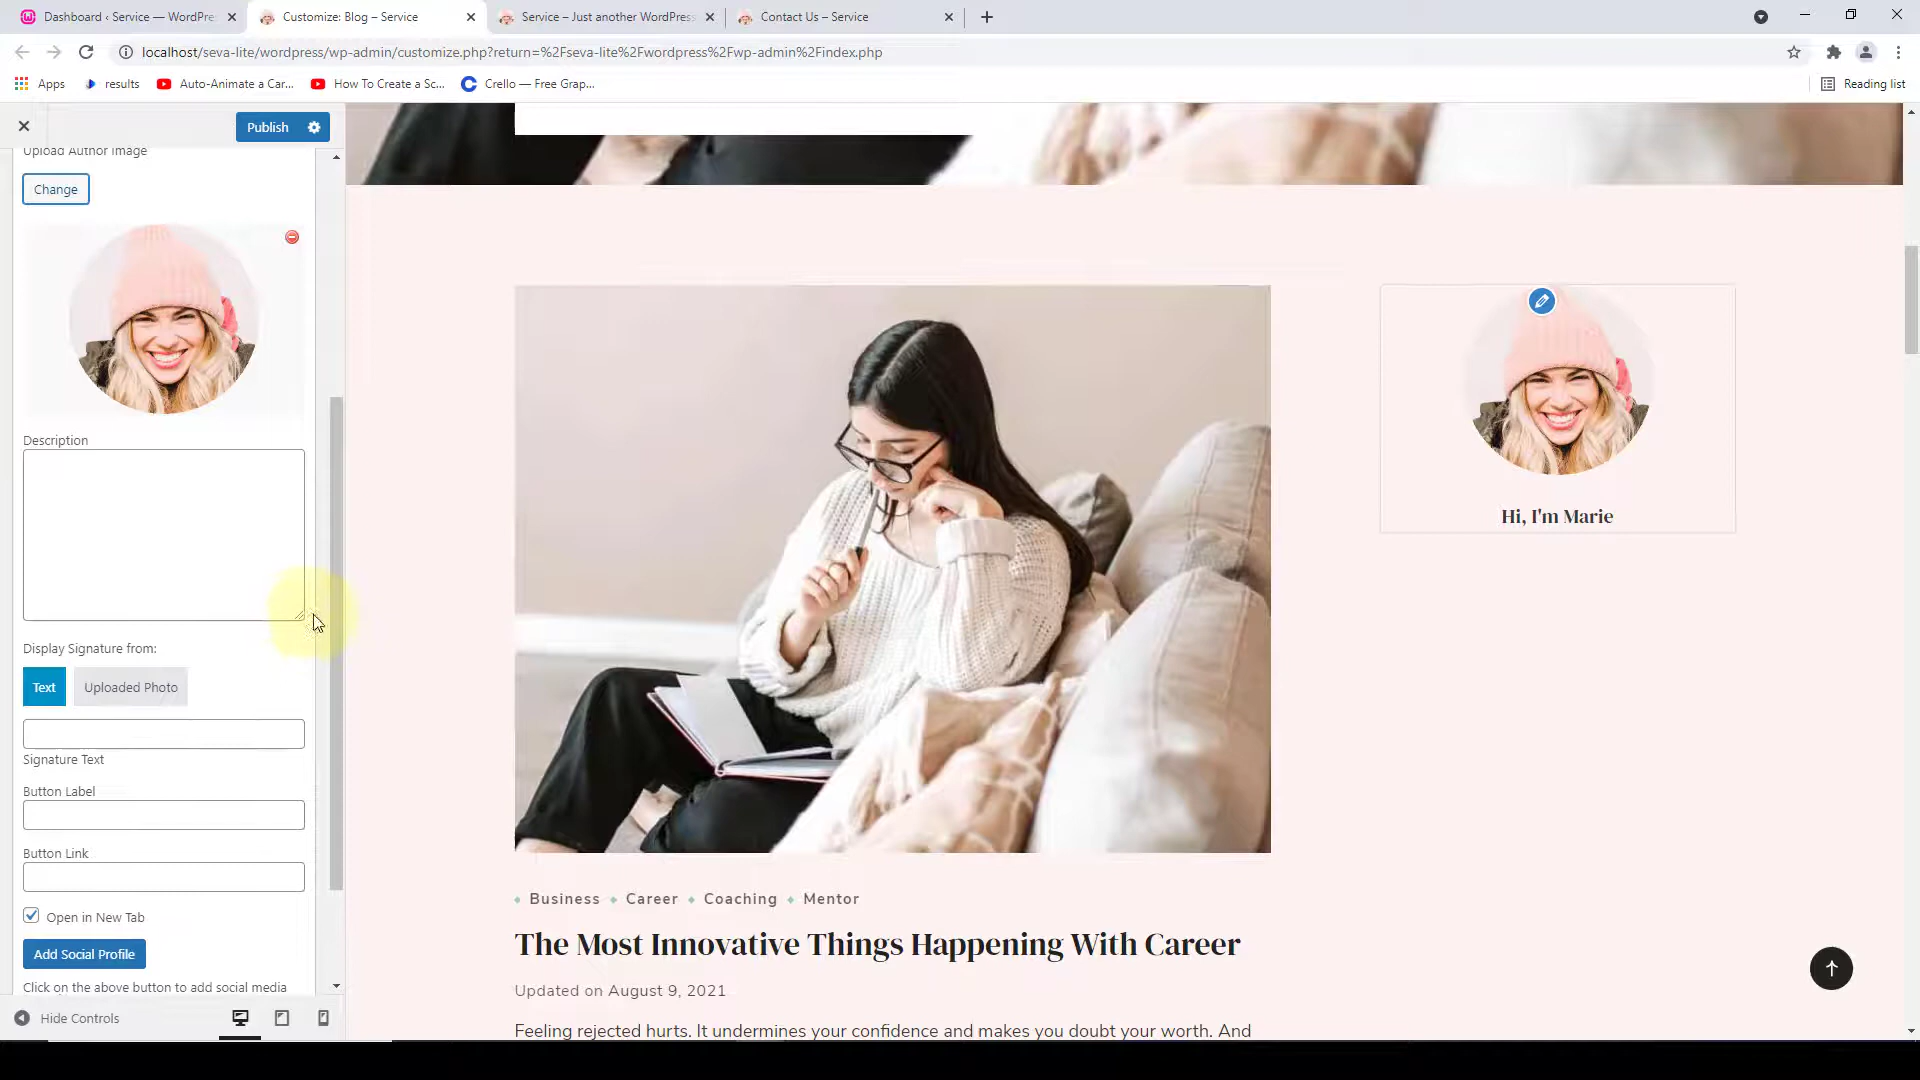 Dashboard ‹ Service — WordPre
Customize: Blog – Service
Service – Just another WordPress
Contact Us – Service
localhost/seva-lite/wordpress/wp-admin/customize.php?return=%2Fseva-lite%2Fwordpress%2Fwp-admin%2Findex.php
Apps
results
Auto-Animate a Car...
How To Create a Sc...
Crello — Free Grap...
Reading list
Publish
Upload Author Image
Change
Description
Display Signature from:
Text
Uploaded Photo
Signature Text
Button Label
Button Link
Open in New Tab
Add Social Profile
Click on the above button to add social media
Hide Controls
Hi, I'm Marie
Business
Career
Coaching
Mentor
The Most Innovative Things Happening With Career
Updated on August 9, 2021
Feeling rejected hurts. It undermines your confidence and makes you doubt your worth. And